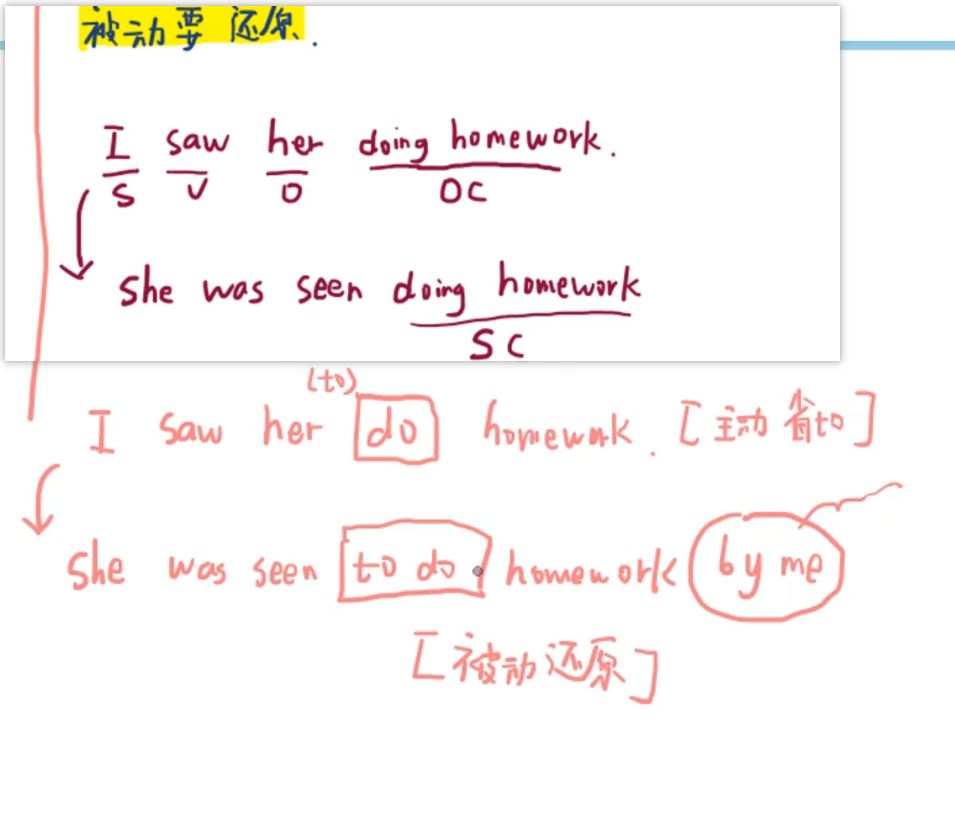 被动要还原.
I saw her doing homework.
S V O OC
she was seen doing homework
SC
(to)
I saw her do homework. [主动省to]
she was seen to do homework by me
[被动还原]